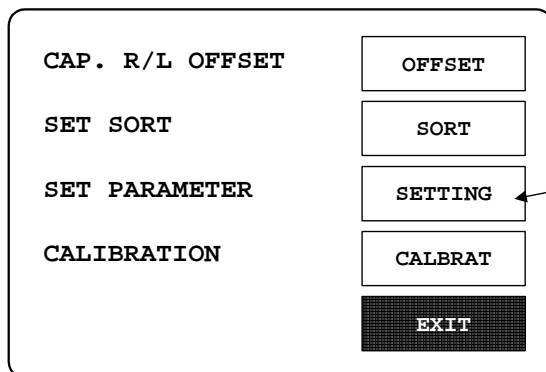 CAP. R/L OFFSET OFFSET
SET SORT SORT
SET PARAMETER SETTING
CALIBRATION CALBRAT
EXIT